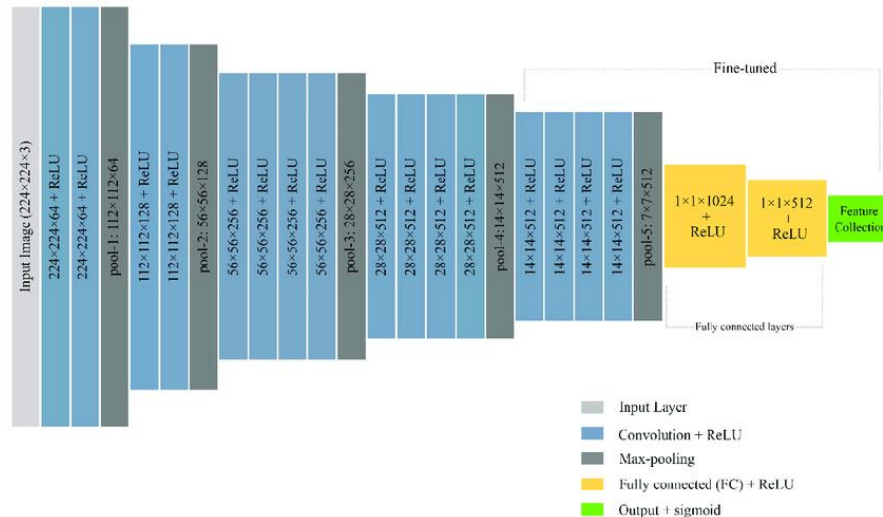 Input Image (224×224×3)
224×224×64 + ReLU
224×224×64 + ReLU
pool-1: 112×112×64
112×112×128 + ReLU
112×112×128 + ReLU
pool-2: 56×56×128
56×56×256 + ReLU
56×56×256 + ReLU
56×56×256 + ReLU
56×56×256 + ReLU
pool-3: 28×28×256
28×28×512 + ReLU
28×28×512 + ReLU
28×28×512 + ReLU
28×28×512 + ReLU
pool-4:14×14×512
Fine-tuned
14×14×512 + ReLU
14×14×512 + ReLU
14×14×512 + ReLU
14×14×512 + ReLU
pool-5: 7×7×512
1×1×1024
+
ReLU
1×1×512
+
ReLU
Feature
Collection
Fully connected layers
Input Layer
Convolution + ReLU
Max-pooling
Fully connected (FC) + ReLU
Output + sigmoid